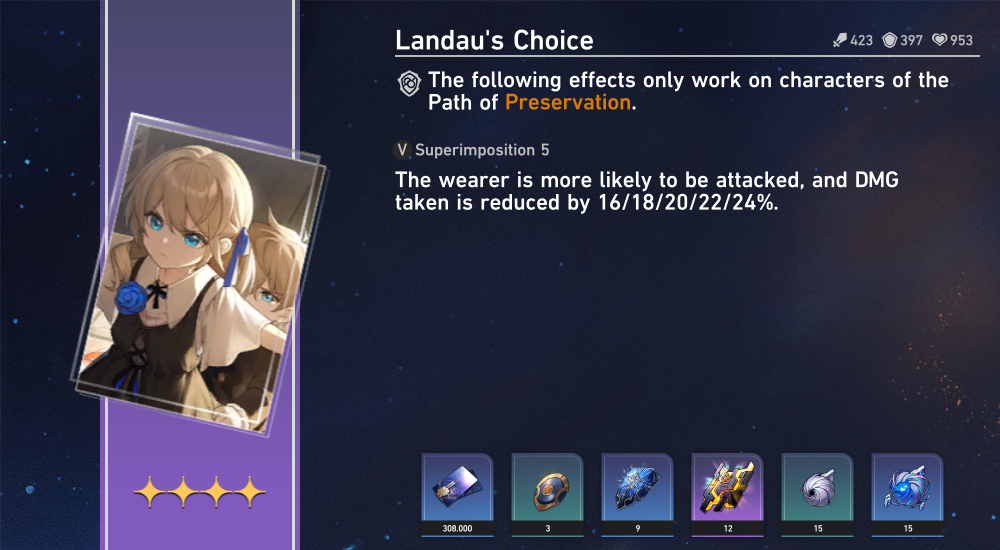 Landau's Choice
423 397 953
The following effects only work on characters of the
Path of Preservation.
V Superimposition 5
The wearer is more likely to be attacked, and DMG
taken is reduced by 16/18/20/22/24%.
308.000 3 9 12 15 15